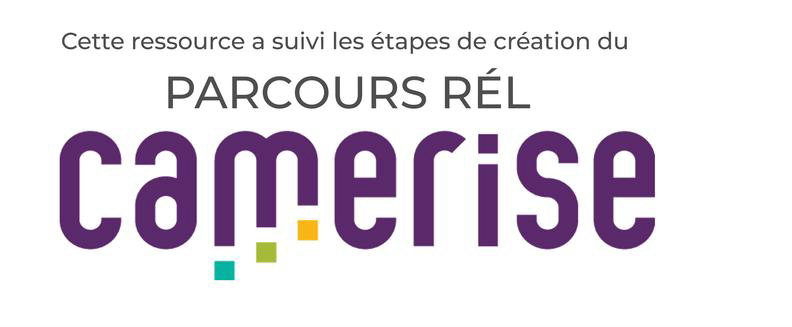 Cette ressource a suivi les étapes de création du
PARCOURS RÉL
camerise